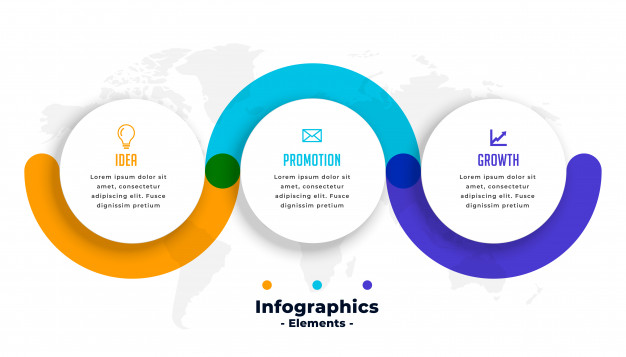 IDEA
Lorem ipsum dolor sit
amet, consectetur
adipiscing elit. Fusce
dignissim pretium
PROMOTION
Lorem ipsum dolor sit
amet, consectetur
adipiscing elit. Fusce
dignissim pretium
GROWTH
Lorem ipsum dolor sit
amet, consectetur
adipiscing elit. Fusce
dignissim pretium
Infographics
- Elements -